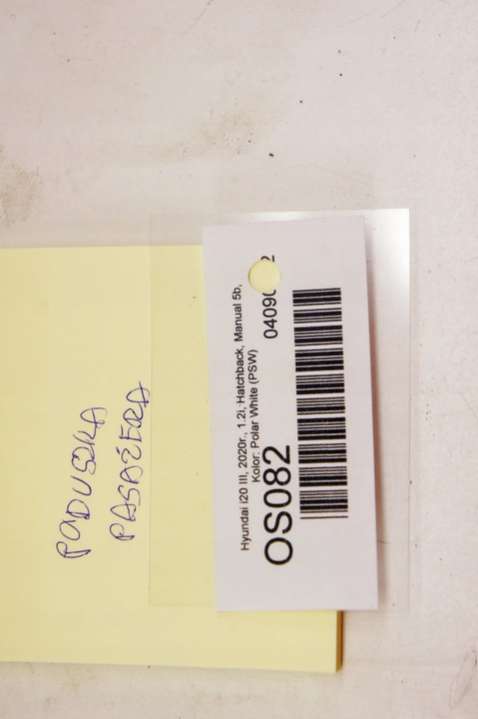 PODUSZKA
PASAŻERA
Hyundai i20 III, 2020r., 1.2i, Hatchback, Manual 5b,
Kolor: Polar White (PSW)
OS082